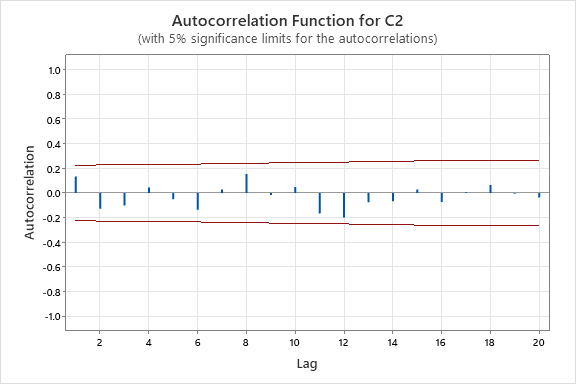 Autocorrelation Function for C2
(with 5% significance limits for the autocorrelations)
1.0
0.8
0.6
0.4
0.2
0.0
-0.2
-0.4
-0.6
-0.8
-1.0
Autocorrelation
2 4 6 8 10 12 14 16 18 20
Lag